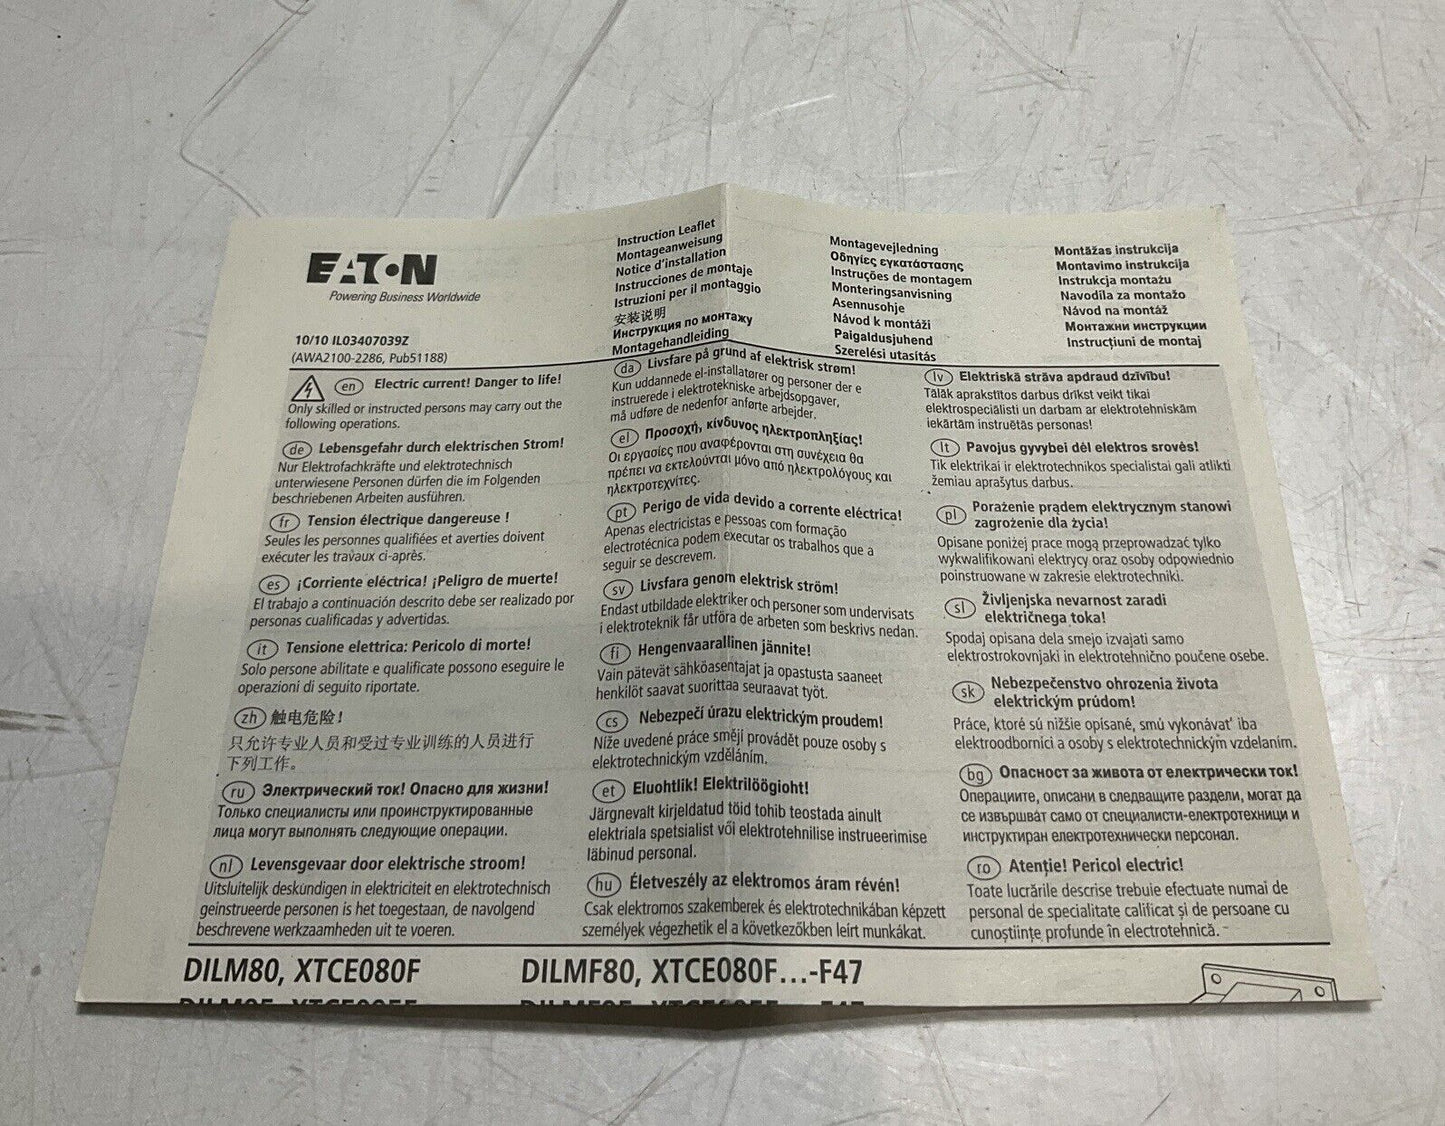 EATON
Powering Business Worldwide
10/10 IL03407039Z
(AWA2100-2286, Pub51188)
Instruction Leaflet
Montageanweisung
Notice d'installation
Instrucciones de montaje
Istruzioni per il montaggio
安装说明
Инструкция по монтажу
Montagehandleiding
Montagevejledning
Οδηγίες εγκατάστασης
Instruções de montagem
Monteringsanvisning
Asennusohje
Návod k montáži
Paigaldusjuhend
Szerelési utasítás
Montāžas instrukcija
Montavimo instrukcija
Instrukcja montażu
Navodila za montažo
Návod na montáž
Монтажни инструкции
Instrucțiuni de montaj
en Electric current! Danger to life!
Only skilled or instructed persons may carry out the
following operations.
de Lebensgefahr durch elektrischen Strom!
Nur Elektrofachkräfte und elektrotechnisch
unterwiesene Personen dürfen die im Folgenden
beschriebenen Arbeiten ausführen.
fr Tension électrique dangereuse !
Seules les personnes qualifiées et averties doivent
exécuter les travaux ci-après.
es ¡Corriente eléctrica! ¡Peligro de muerte!
El trabajo a continuación descrito debe ser realizado por
personas cualificadas y advertidas.
it Tensione elettrica: Pericolo di morte!
Solo persone abilitate e qualificate possono eseguire le
operazioni di seguito riportate.
zh 触电危险！
只允许专业人员和受过专业训练的人员进行
下列工作。
ru Электрический ток! Опасно для жизни!
Только специалисты или проинструктированные
лица могут выполнять следующие операции.
nl Levensgevaar door elektrische stroom!
Uitsluitelijk deskundigen in elektriciteit en elektrotechnisch
geinstrueerde personen is het toegestaan, de navolgend
beschrevene werkzaamheden uit te voeren.
da Livsfare på grund af elektrisk strøm!
Kun uddannede el-installatører og personer der e
instruerede i elektrotekniske arbejdsopgaver,
må udføre de nedenfor anførte arbejder.
el Προσοχή, κίνδυνος ηλεκτροπληξίας!
Οι εργασίες που αναφέρονται στη συνέχεια θα
πρέπει να εκτελούνται μόνο από ηλεκτρολόγους και
ηλεκτροτεχνίτες.
pt Perigo de vida devido a corrente eléctrica!
Apenas electricistas e pessoas com formação
electrotécnica podem executar os trabalhos que a
seguir se descrevem.
sv Livsfara genom elektrisk ström!
Endast utbildade elektriker och personer som undervisats
i elektroteknik får utföra de arbeten som beskrivs nedan.
fi Hengenvaarallinen jännite!
Vain pätevät sähköasentajat ja opastusta saaneet
henkilöt saavat suorittaa seuraavat työt.
cs Nebezpečí úrazu elektrickým proudem!
Níže uvedené práce smějí provádět pouze osoby s
elektrotechnickým vzděláním.
et Eluohtlik! Elektrilöögioht!
Järgnevalt kirjeldatud töid tohib teostada ainult
elektriala spetsialist või elektrotehnilise instrueerimise
läbinud personal.
hu Életveszély az elektromos áram révén!
Csak elektromos szakemberek és elektrotechnikában képzett
személyek végezhetik el a következőkben leírt munkákat.
lv Elektriskā strāva apdraud dzīvību!
Tālāk aprakstītos darbus drīkst veikt tikai
elektrospeciālisti un darbam ar elektrotehniskām
iekārtām instruētās personas!
lt Pavojus gyvybei dėl elektros srovės!
Tik elektrikai ir elektrotechnikos specialistai gali atlikti
žemiau aprašytus darbus.
pl Porażenie prądem elektrycznym stanowi
zagrożenie dla życia!
Opisane poniżej prace mogą przeprowadzać tylko
wykwalifikowani elektrycy oraz osoby odpowiednio
poinstruowane w zakresie elektrotechniki.
sl Življenjska nevarnost zaradi
električnega toka!
Spodaj opisana dela smejo izvajati samo
elektrostrokovnjaki in elektrotehnično poučene osebe.
sk Nebezpečenstvo ohrozenia života
elektrickým prúdom!
Práce, ktoré sú nižšie opísané, smú vykonávat' iba
elektroodborníci a osoby s elektrotechnickým vzdelaním.
bg Опасност за живота от електрически ток!
Операциите, описани в следващите раздели, могат да
се извършват само от специалисти-електротехници и
инструктиран електротехнически персонал.
ro Atenție! Pericol electric!
Toate lucrările descrise trebuie efectuate numai de
personal de specialitate calificat și de persoane cu
cunoștiințe profunde în electrotehnică.
DILM80, XTCE080F
DILMF80, XTCE080F...-F47